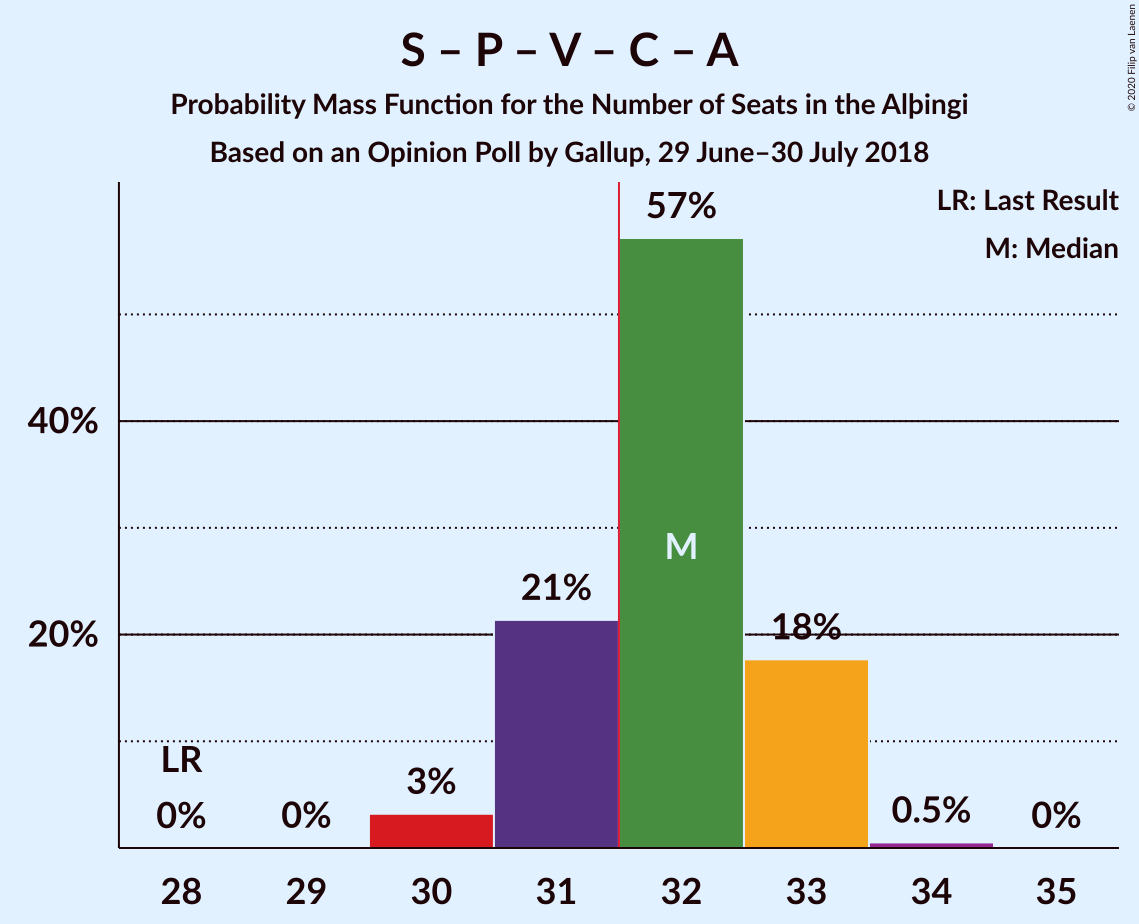 S – P – V – C – A
Probability Mass Function for the Number of Seats in the Alþingi
Based on an Opinion Poll by Gallup, 29 June–30 July 2018
© 2020 Filip van Laenen
LR: Last Result
M: Median
57%
40%
M
21%
18%
20%
LR
0%
0%
3%
0.5%
0%
28 29 30 31 32 33 34 35